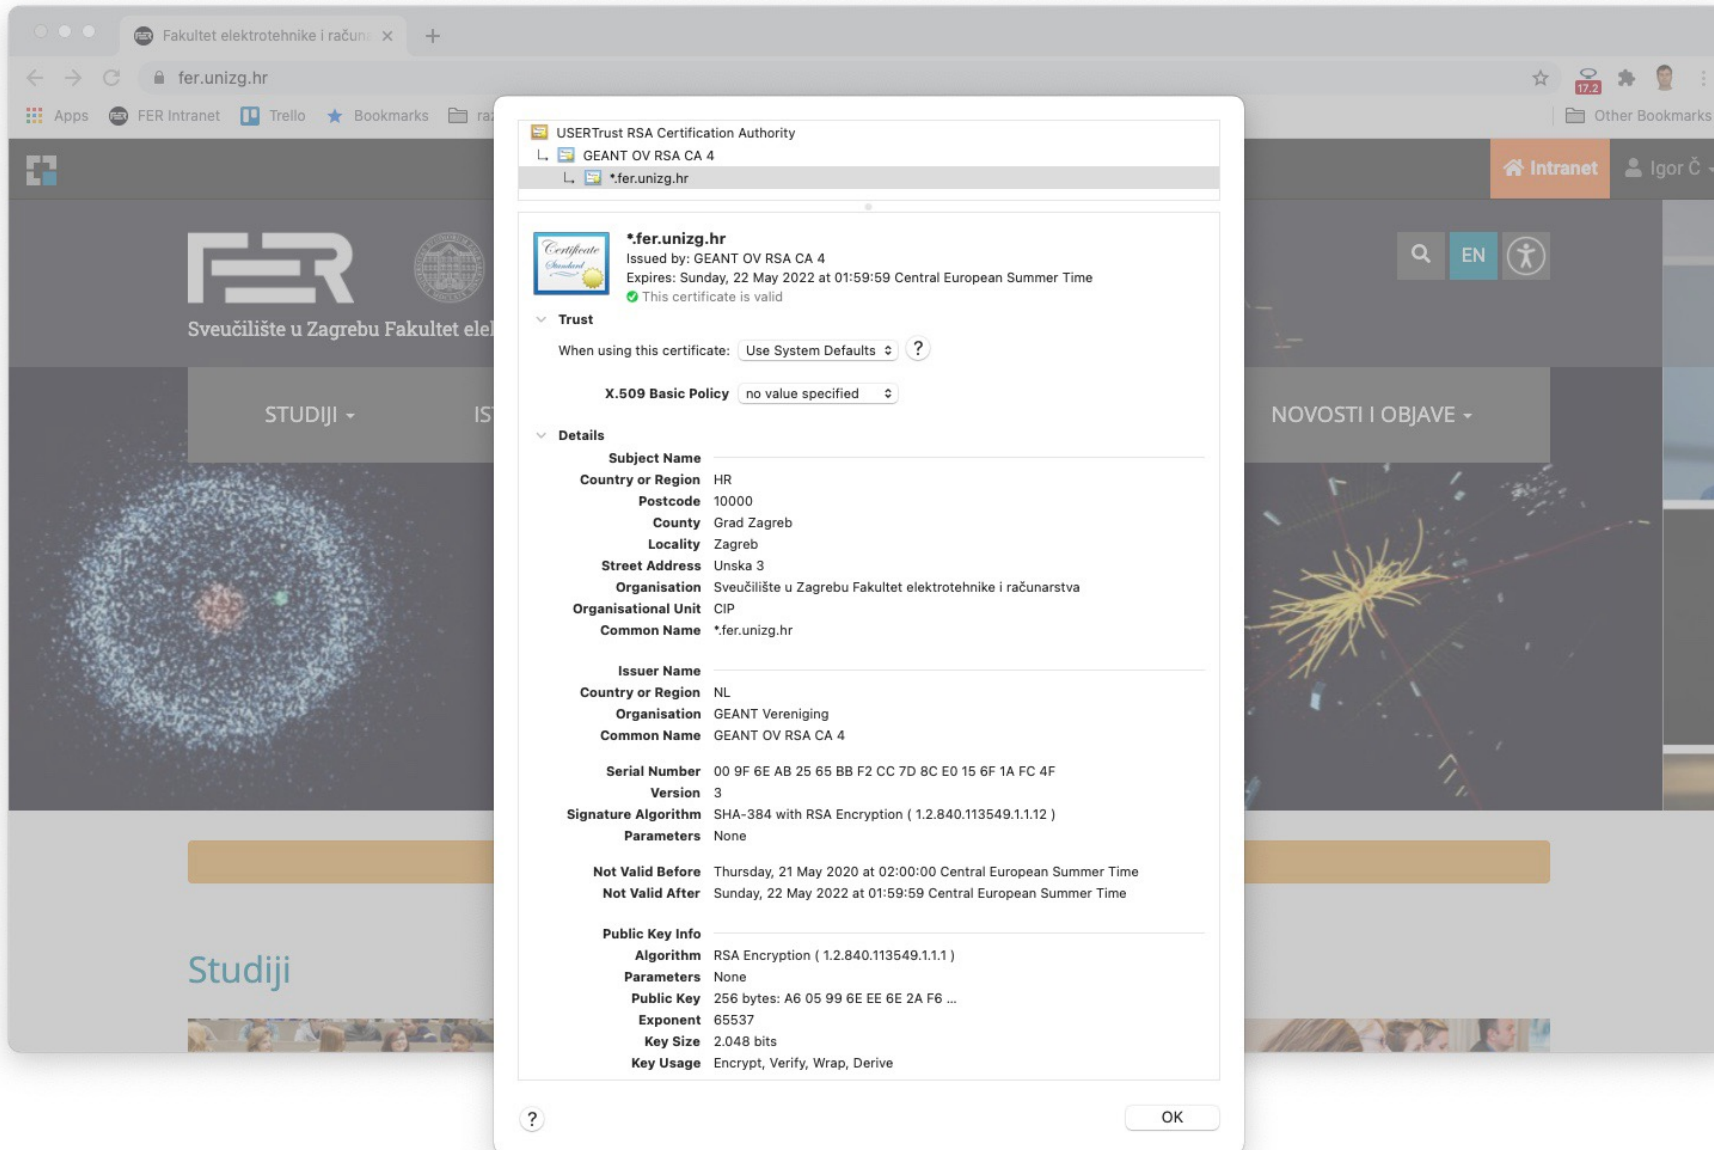 Fakultet elektrotehnike i račun
fer.unizg.hr
17.2
Apps FER Intranet Trello Bookmarks raz Other Bookmarks
Intranet Igor Č
FER
EN
Sveučilište u Zagrebu Fakultet ele
STUDIJI IS NOVOSTI I OBJAVE
Studiji
USERTrust RSA Certification Authority
GEANT OV RSA CA 4
*.fer.unizg.hr
Certificate
Standard
*.fer.unizg.hr
Issued by: GEANT OV RSA CA 4
Expires: Sunday, 22 May 2022 at 01:59:59 Central European Summer Time
This certificate is valid
Trust
When using this certificate: Use System Defaults ?
X.509 Basic Policy no value specified
Details
Subject Name
Country or Region HR
Postcode 10000
County Grad Zagreb
Locality Zagreb
Street Address Unska 3
Organisation Sveučilište u Zagrebu Fakultet elektrotehnike i računarstva
Organisational Unit CIP
Common Name *.fer.unizg.hr
Issuer Name
Country or Region NL
Organisation GEANT Vereniging
Common Name GEANT OV RSA CA 4
Serial Number 00 9F 6E AB 25 65 BB F2 CC 7D 8C E0 15 6F 1A FC 4F
Version 3
Signature Algorithm SHA-384 with RSA Encryption ( 1.2.840.113549.1.1.12 )
Parameters None
Not Valid Before Thursday, 21 May 2020 at 02:00:00 Central European Summer Time
Not Valid After Sunday, 22 May 2022 at 01:59:59 Central European Summer Time
Public Key Info
Algorithm RSA Encryption ( 1.2.840.113549.1.1.1 )
Parameters None
Public Key 256 bytes: A6 05 99 6E EE 6E 2A F6 ...
Exponent 65537
Key Size 2.048 bits
Key Usage Encrypt, Verify, Wrap, Derive
? OK